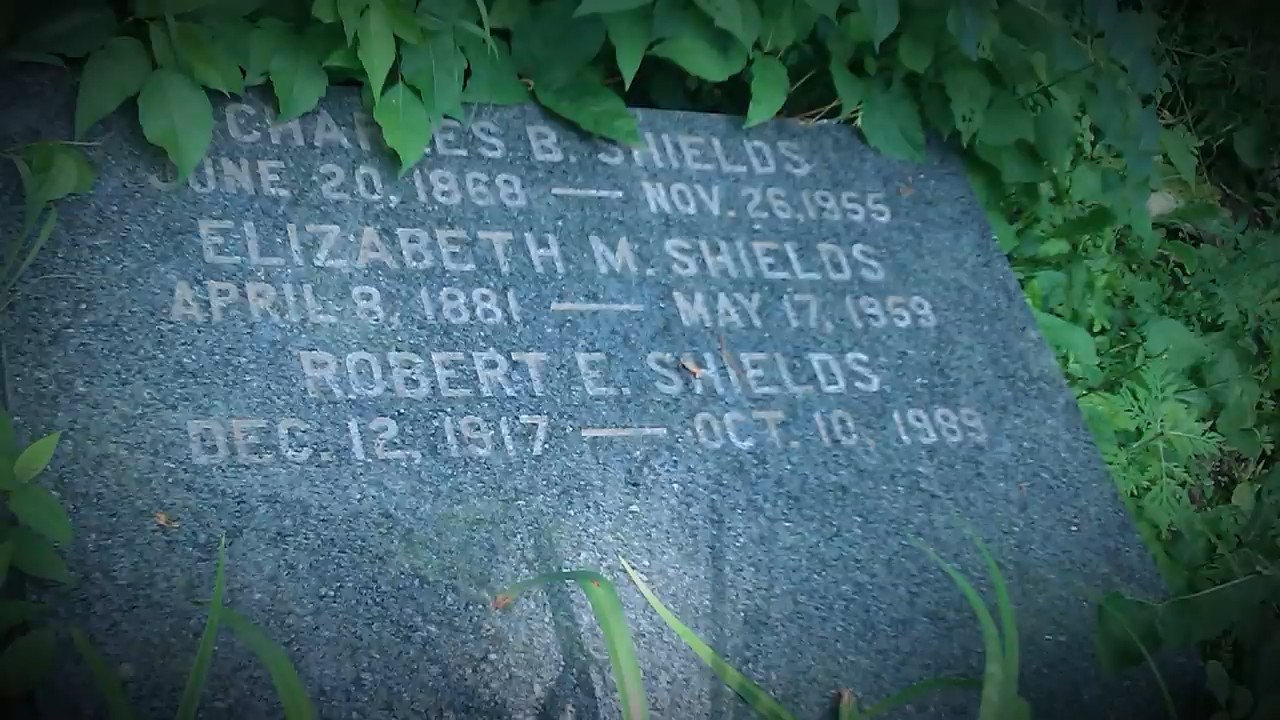 CHARLES B. SHIELDS
JUNE 20, 1868 — NOV. 26, 1955
ELIZABETH M. SHIELDS
APRIL 8, 1881 — MAY 17, 1959
ROBERT E. SHIELDS
DEC. 12, 1917 — OCT. 10, 1989